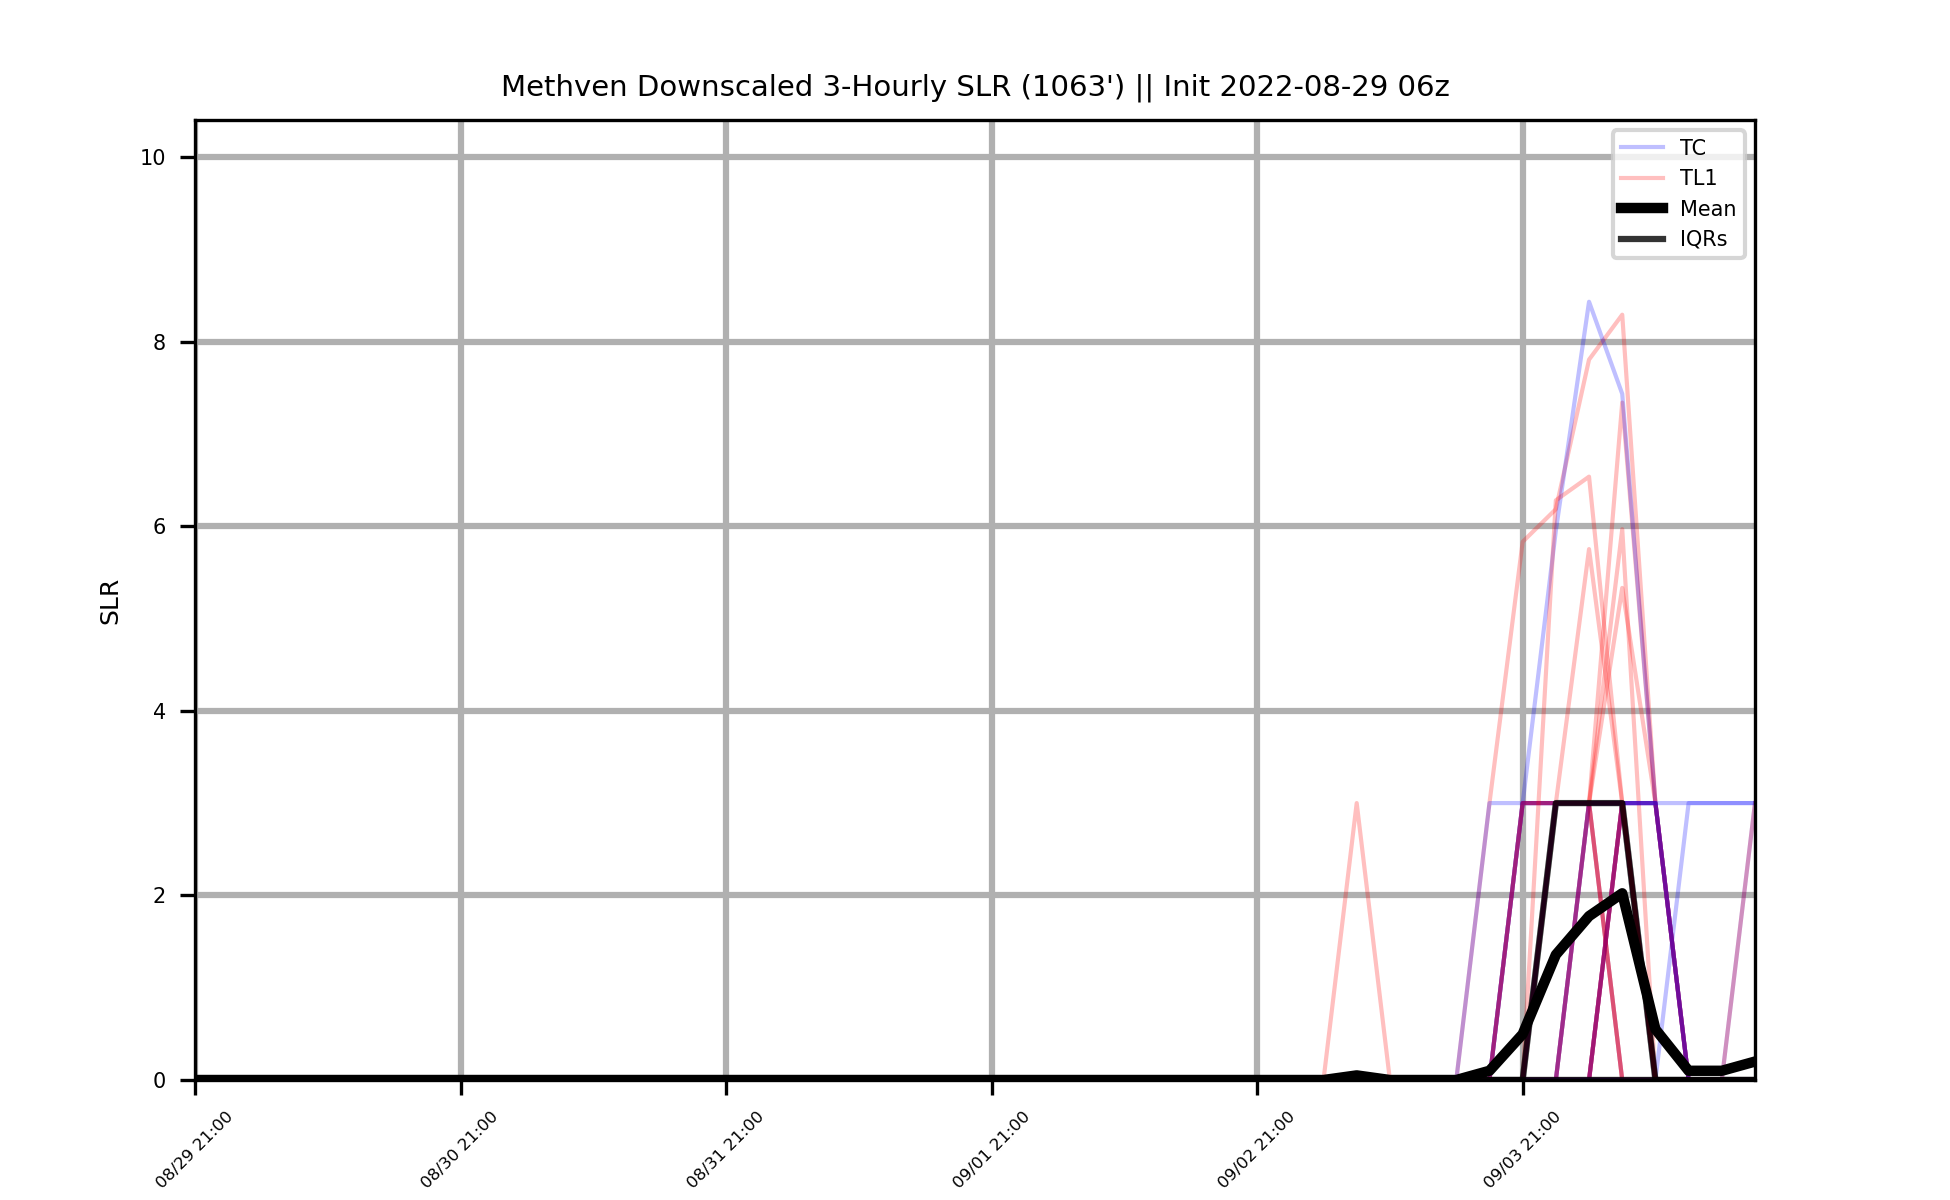 Methven Downscaled 3-Hourly SLR (1063') || Init 2022-08-29 06z
TC
TL1
Mean
IQRs
10
8
6
4
2
0
SLR
08/29 21:00
08/30 21:00
08/31 21:00
09/01 21:00
09/02 21:00
09/03 21:00